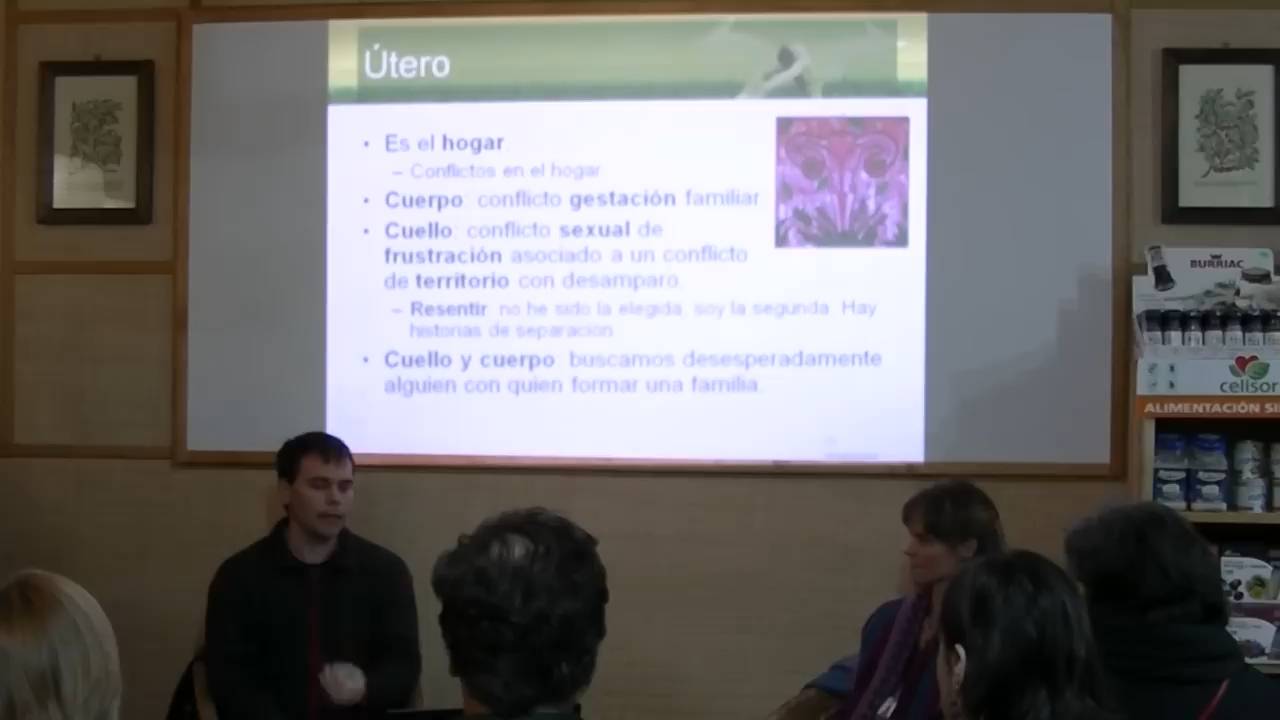 Útero
• Es el hogar
– Conflictos en el hogar
• Cuerpo: conflicto gestación familiar
• Cuello: conflicto sexual de
frustración asociado a un conflicto
de territorio con desamparo.
– Resentir: no he sido la elegida, soy la segunda. Hay
historias de separación.
• Cuello y cuerpo: buscamos desesperadamente
alguien con quien formar una familia.
BURRIAC
celisor
ALIMENTACIÓN SI